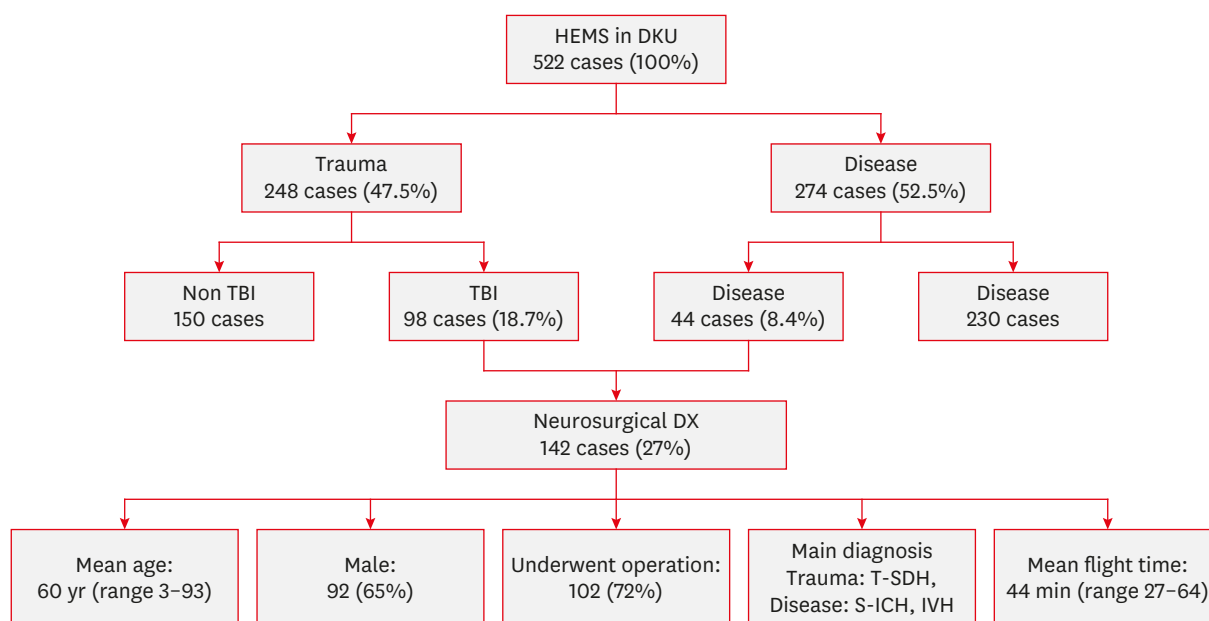 HEMS in DKU
522 cases (100%)
Trauma
248 cases (47.5%)
Disease
274 cases (52.5%)
Non TBI
150 cases
TBI
98 cases (18.7%)
Disease
44 cases (8.4%)
Disease
230 cases
Neurosurgical DX
142 cases (27%)
Mean age:
60 yr (range 3–93)
Male:
92 (65%)
Underwent operation:
102 (72%)
Main diagnosis
Trauma: T-SDH,
Disease: S-ICH, IVH
Mean flight time:
44 min (range 27–64)